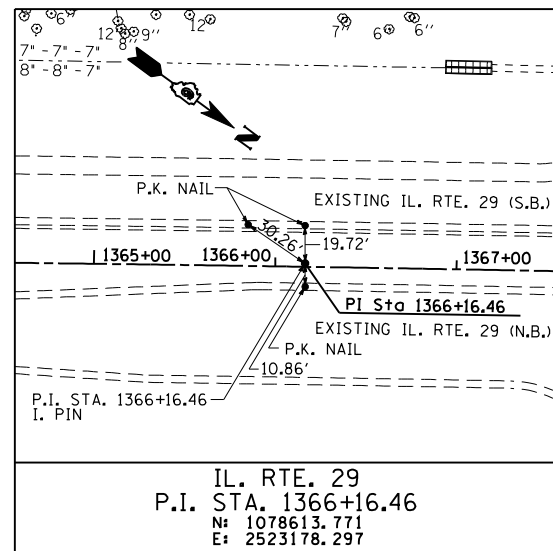 6"
12"
8"
9"
7"
6"
6"
7" - 7" - 7"
8" - 8" - 7"
N
P.K. NAIL
EXISTING IL. RTE. 29 (S.B.)
30.26'
19.72'
1365+00
1366+00
1367+00
PI Sta 1366+16.46
EXISTING IL. RTE. 29 (N.B.)
P.K. NAIL
10.86'
P.I. STA. 1366+16.46
I. PIN
IL. RTE. 29
P.I. STA. 1366+16.46
N: 1078613.771
E: 2523178.297